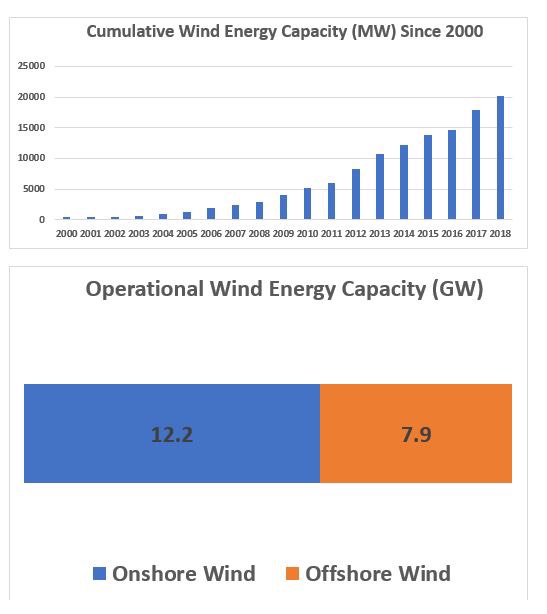 Cumulative Wind Energy Capacity (MW) Since 2000
25000
20000
15000
10000
5000
0
2000 2001 2002 2003 2004 2005 2006 2007 2008 2009 2010 2011 2012 2013 2014 2015 2016 2017 2018
Operational Wind Energy Capacity (GW)
12.2 7.9
Onshore Wind Offshore Wind